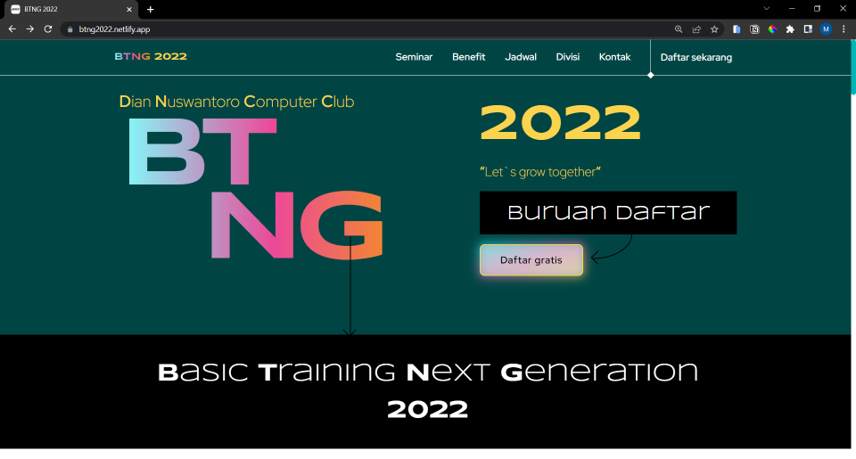 BTNG 2022
btng2022.netlify.app
M
BTNG 2022
Seminar
Benefit
Jadwal
Divisi
Kontak
Daftar sekarang
Dian Nuswantoro Computer Club
BT
NG
2022
“Let`s grow together”
Buruan Daftar
Daftar gratis
Basic Training Next Generation
2022